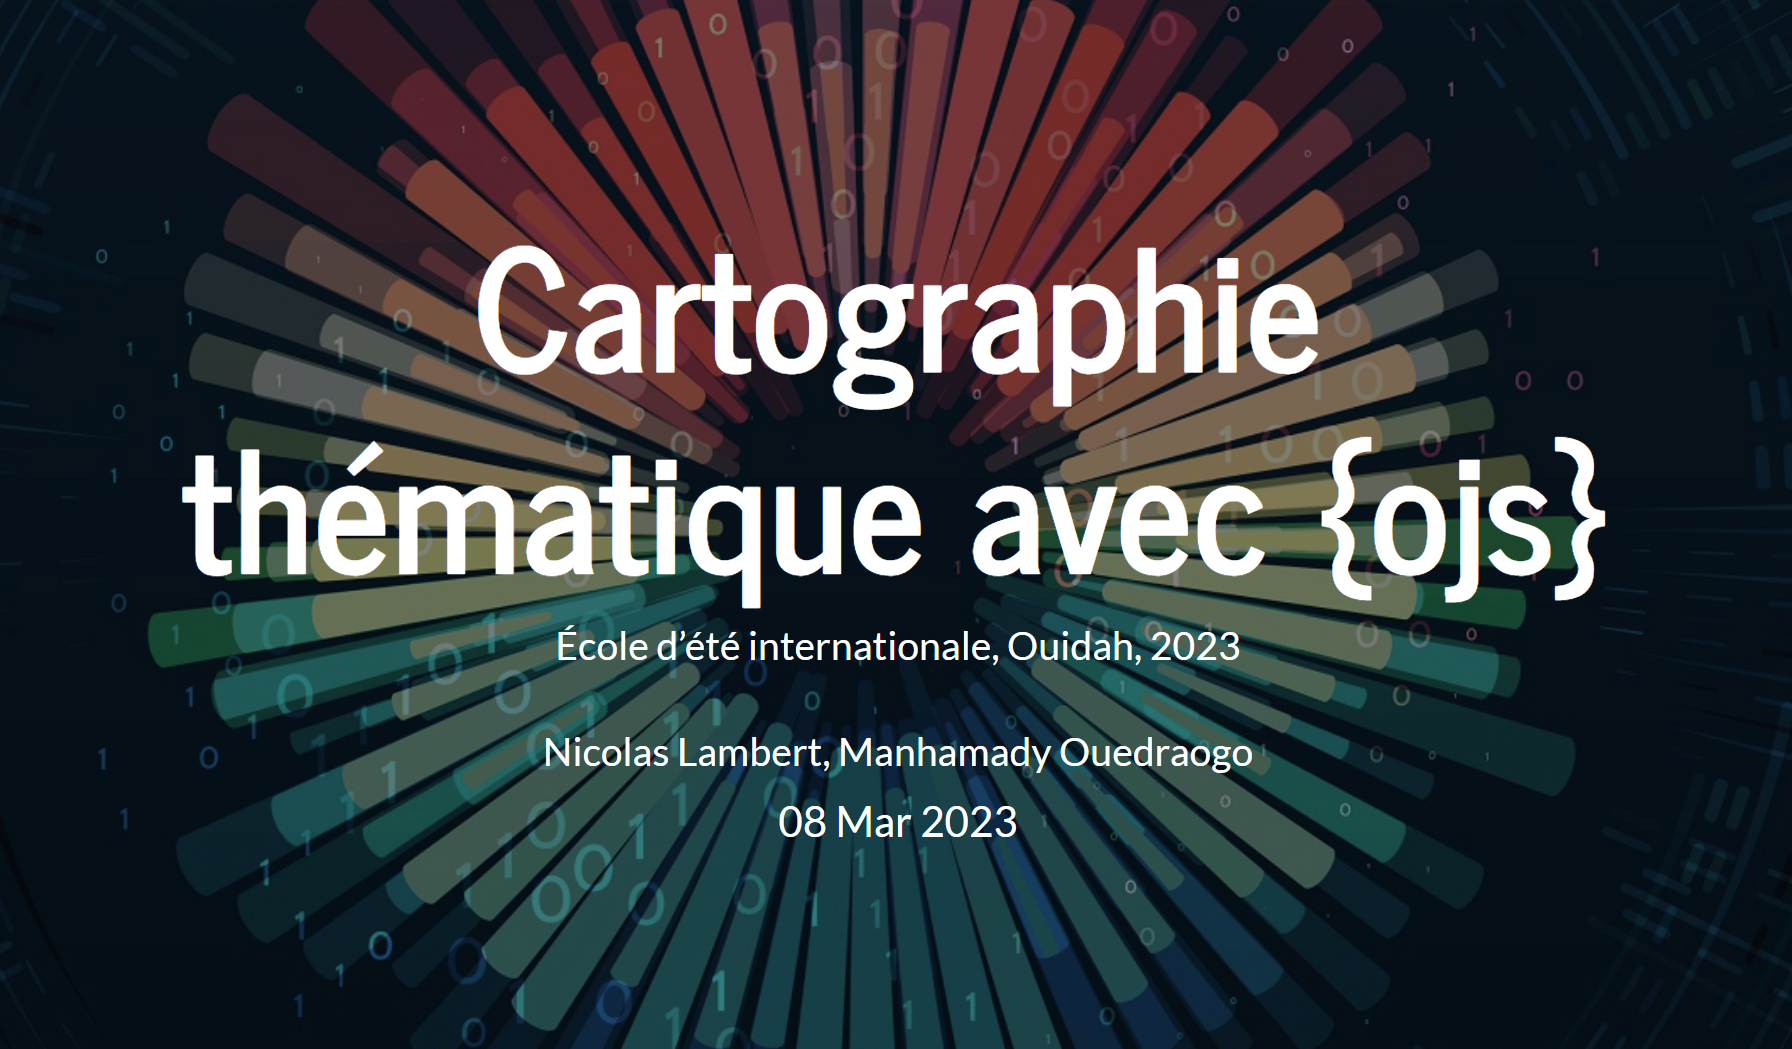 Cartographie
thématique avec {ojs}
École d’été internationale, Ouidah, 2023
Nicolas Lambert, Manhamady Ouedraogo
08 Mar 2023